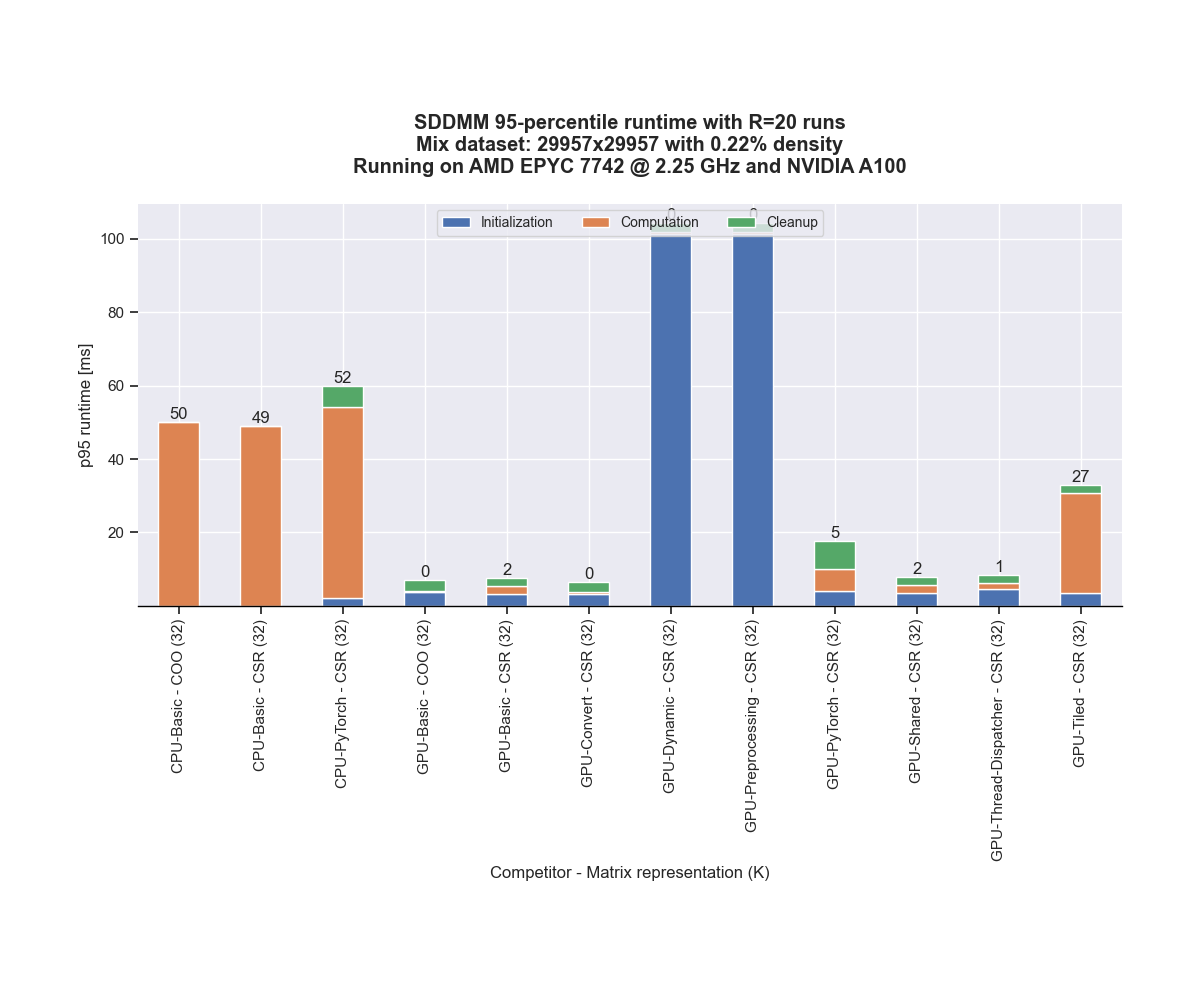 SDDMM 95-percentile runtime with R=20 runs
Mix dataset: 29957x29957 with 0.22% density
Running on AMD EPYC 7742 @ 2.25 GHz and NVIDIA A100
Initialization
Computation
Cleanup
0
0
100
80
60
40
20
p95 runtime [ms]
50
49
52
0
2
0
5
2
1
27
CPU-Basic - COO (32)
CPU-Basic - CSR (32)
CPU-PyTorch - CSR (32)
GPU-Basic - COO (32)
GPU-Basic - CSR (32)
GPU-Convert - CSR (32)
GPU-Dynamic - CSR (32)
GPU-Preprocessing - CSR (32)
GPU-PyTorch - CSR (32)
GPU-Shared - CSR (32)
GPU-Thread-Dispatcher - CSR (32)
GPU-Tiled - CSR (32)
Competitor - Matrix representation (K)